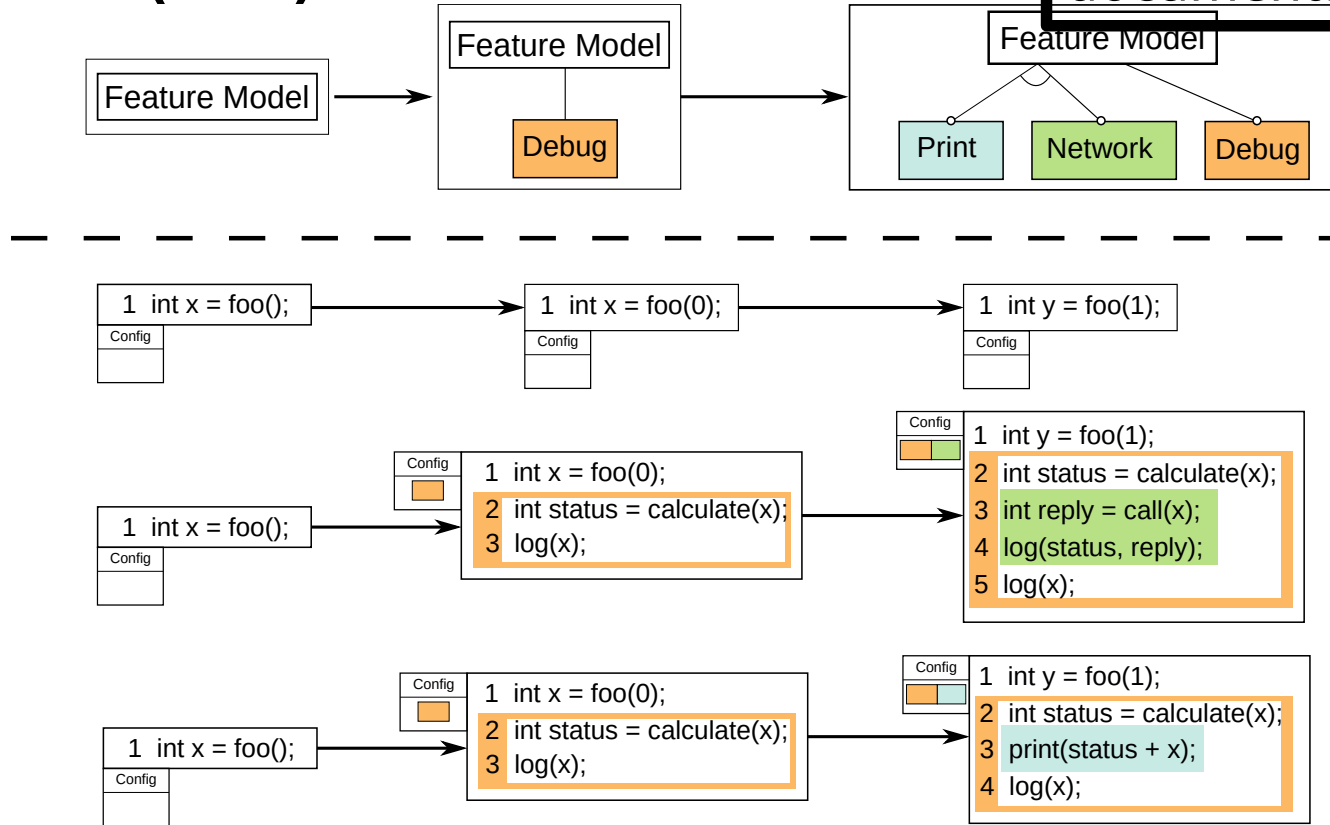 Feature Model
Feature Model
Debug
Feature Model
Print
Network
Debug
1 int x = foo();
Config
1 int x = foo(0);
Config
1 int y = foo(1);
Config
1 int x = foo();
Config
Config
1 int x = foo(0);
2 int status = calculate(x);
3 log(x);
Config
1 int y = foo(1);
2 int status = calculate(x);
3 int reply = call(x);
4 log(status, reply);
5 log(x);
1 int x = foo();
Config
Config
1 int x = foo(0);
2 int status = calculate(x);
3 log(x);
Config
1 int y = foo(1);
2 int status = calculate(x);
3 print(status + x);
4 log(x);